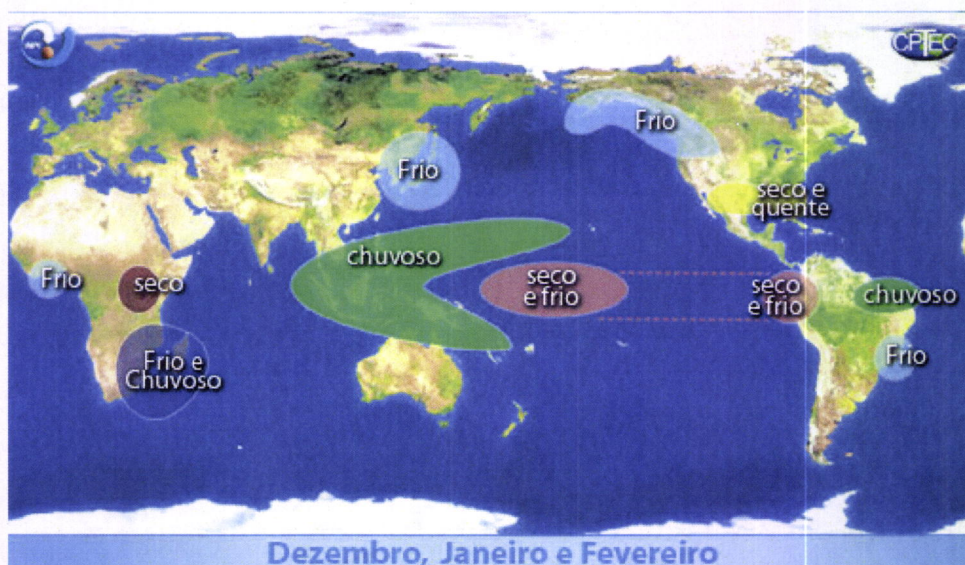 CPTEC
Frio
Frio
seco e
quente
chuvoso
Frio
seco
seco
e frio
seco
e frio
chuvoso
Frio e
Chuvoso
Frio
Dezembro, Janeiro e Fevereiro